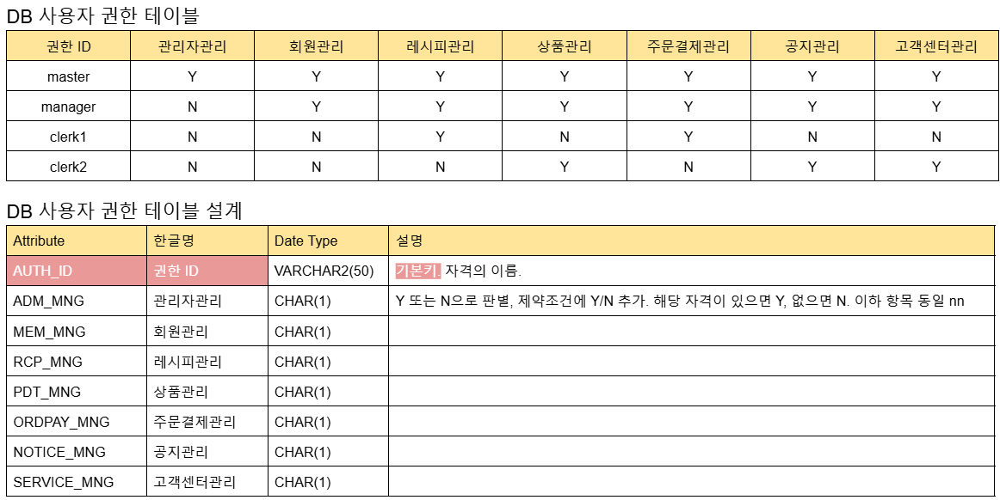 DB 사용자 권한 테이블
권한 ID 관리자관리 회원관리 레시피관리 상품관리 주문결제관리 공지관리 고객센터관리
master Y Y Y Y Y Y Y
manager N Y Y Y Y Y Y
clerk1 N N Y N Y N N
clerk2 N N N Y N Y Y
DB 사용자 권한 테이블 설계
Attribute 한글명 Date Type 설명
AUTH_ID 권한 ID VARCHAR2(50) 기본키. 자격의 이름.
ADM_MNG 관리자관리 CHAR(1) Y 또는 N으로 판별, 제약조건에 Y/N 추가. 해당 자격이 있으면 Y, 없으면 N. 이하 항목 동일 nn
MEM_MNG 회원관리 CHAR(1)
RCP_MNG 레시피관리 CHAR(1)
PDT_MNG 상품관리 CHAR(1)
ORDPAY_MNG 주문결제관리 CHAR(1)
NOTICE_MNG 공지관리 CHAR(1)
SERVICE_MNG 고객센터관리 CHAR(1)